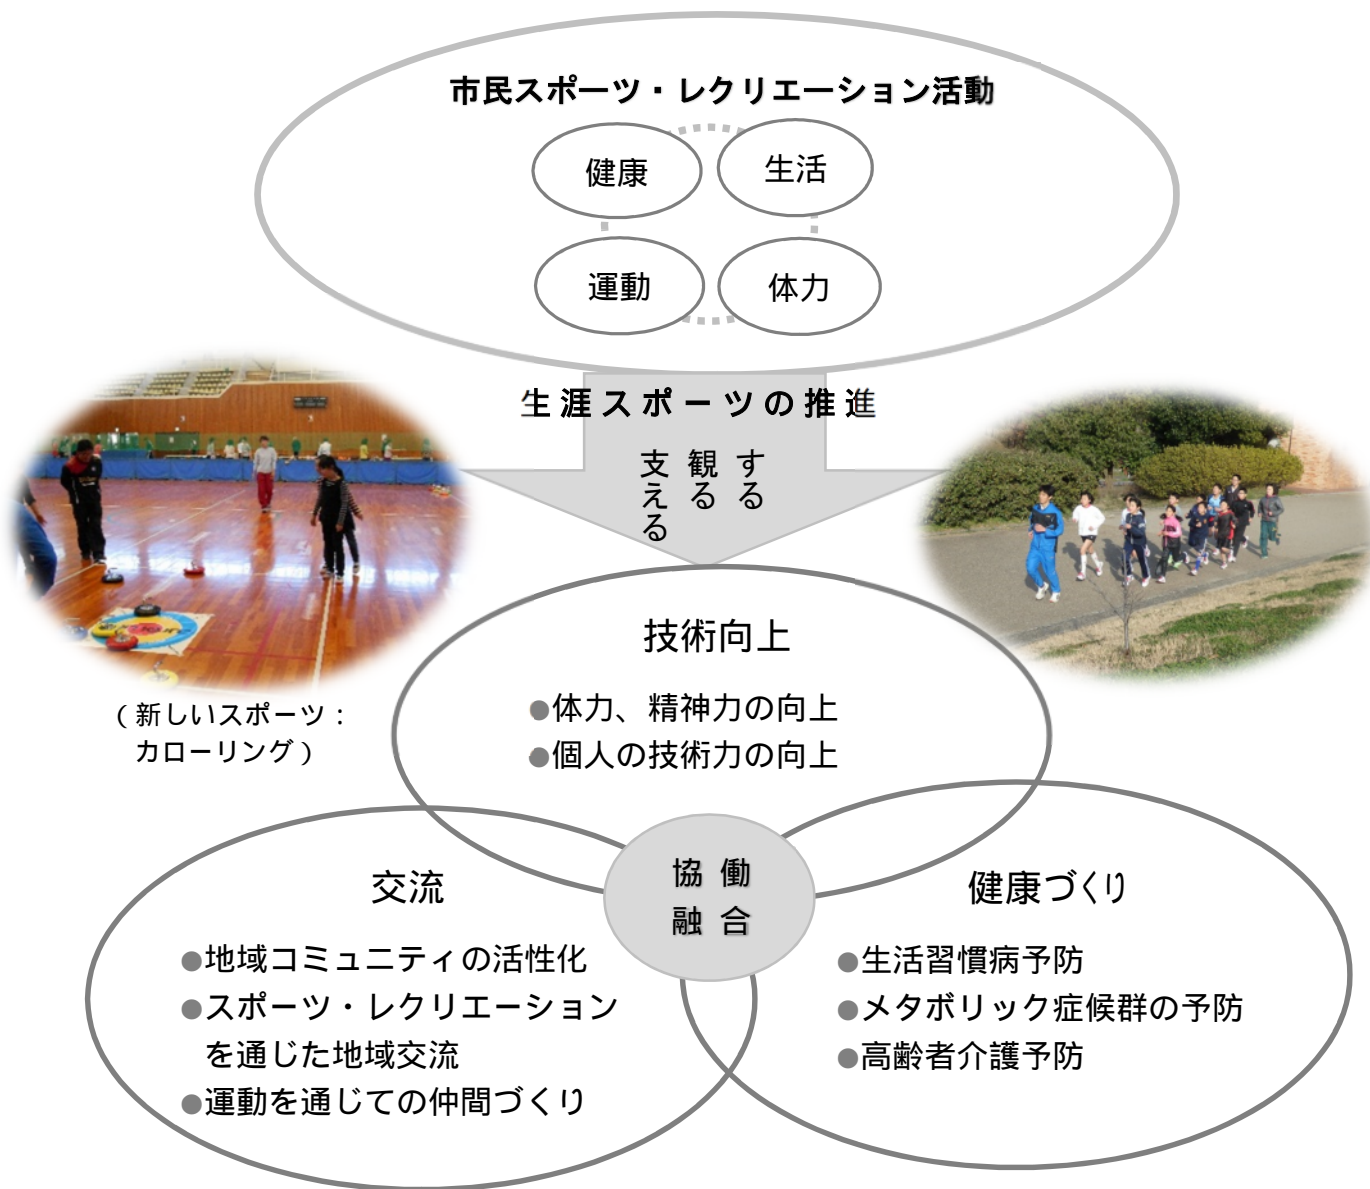 市民スポーツ・レクリエーション活動
健康
生活
運動
体力
生涯スポーツの推進
する
観る
支える
(新しいスポーツ:
カローリング)
技術向上
●体力、精神力の向上
●個人の技術力の向上
協働
融合
交流
●地域コミュニティの活性化
●スポーツ・レクリエーション
を通じた地域交流
●運動を通じての仲間づくり
健康づくり
●生活習慣病予防
●メタボリック症候群の予防
●高齢者介護予防